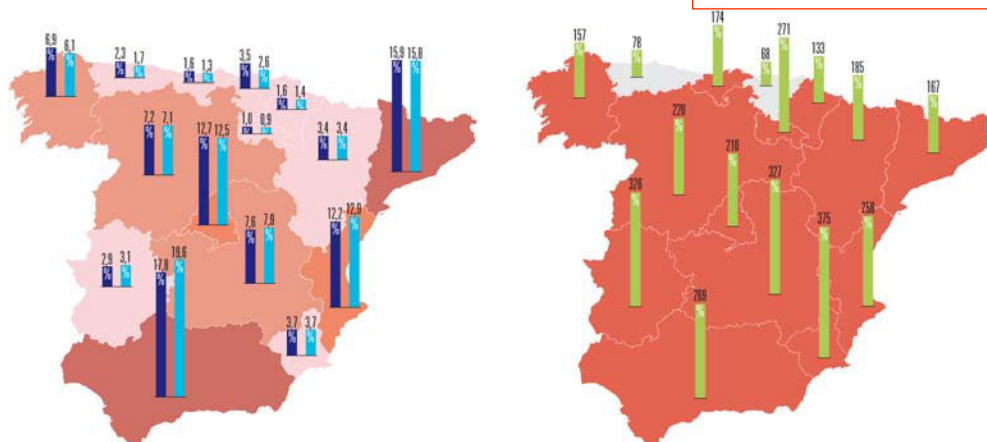 6,9 % 6,1 %
2,3 % 1,7 %
1,6 % 1,3 %
3,5 % 2,6 %
1,6 % 1,4 %
15,9 % 15,8 %
7,2 % 7,1 %
12,7 % 12,5 %
1,0 % 0,9 %
3,4 % 3,4 %
7,6 % 7,9 %
12,2 % 12,9 %
2,9 % 3,1 %
17,8 % 19,6 %
3,7 % 3,7 %
157 %
78 %
174 %
68 %
271 %
133 %
185 %
167 %
220 %
210 %
327 %
326 %
375 %
258 %
269 %